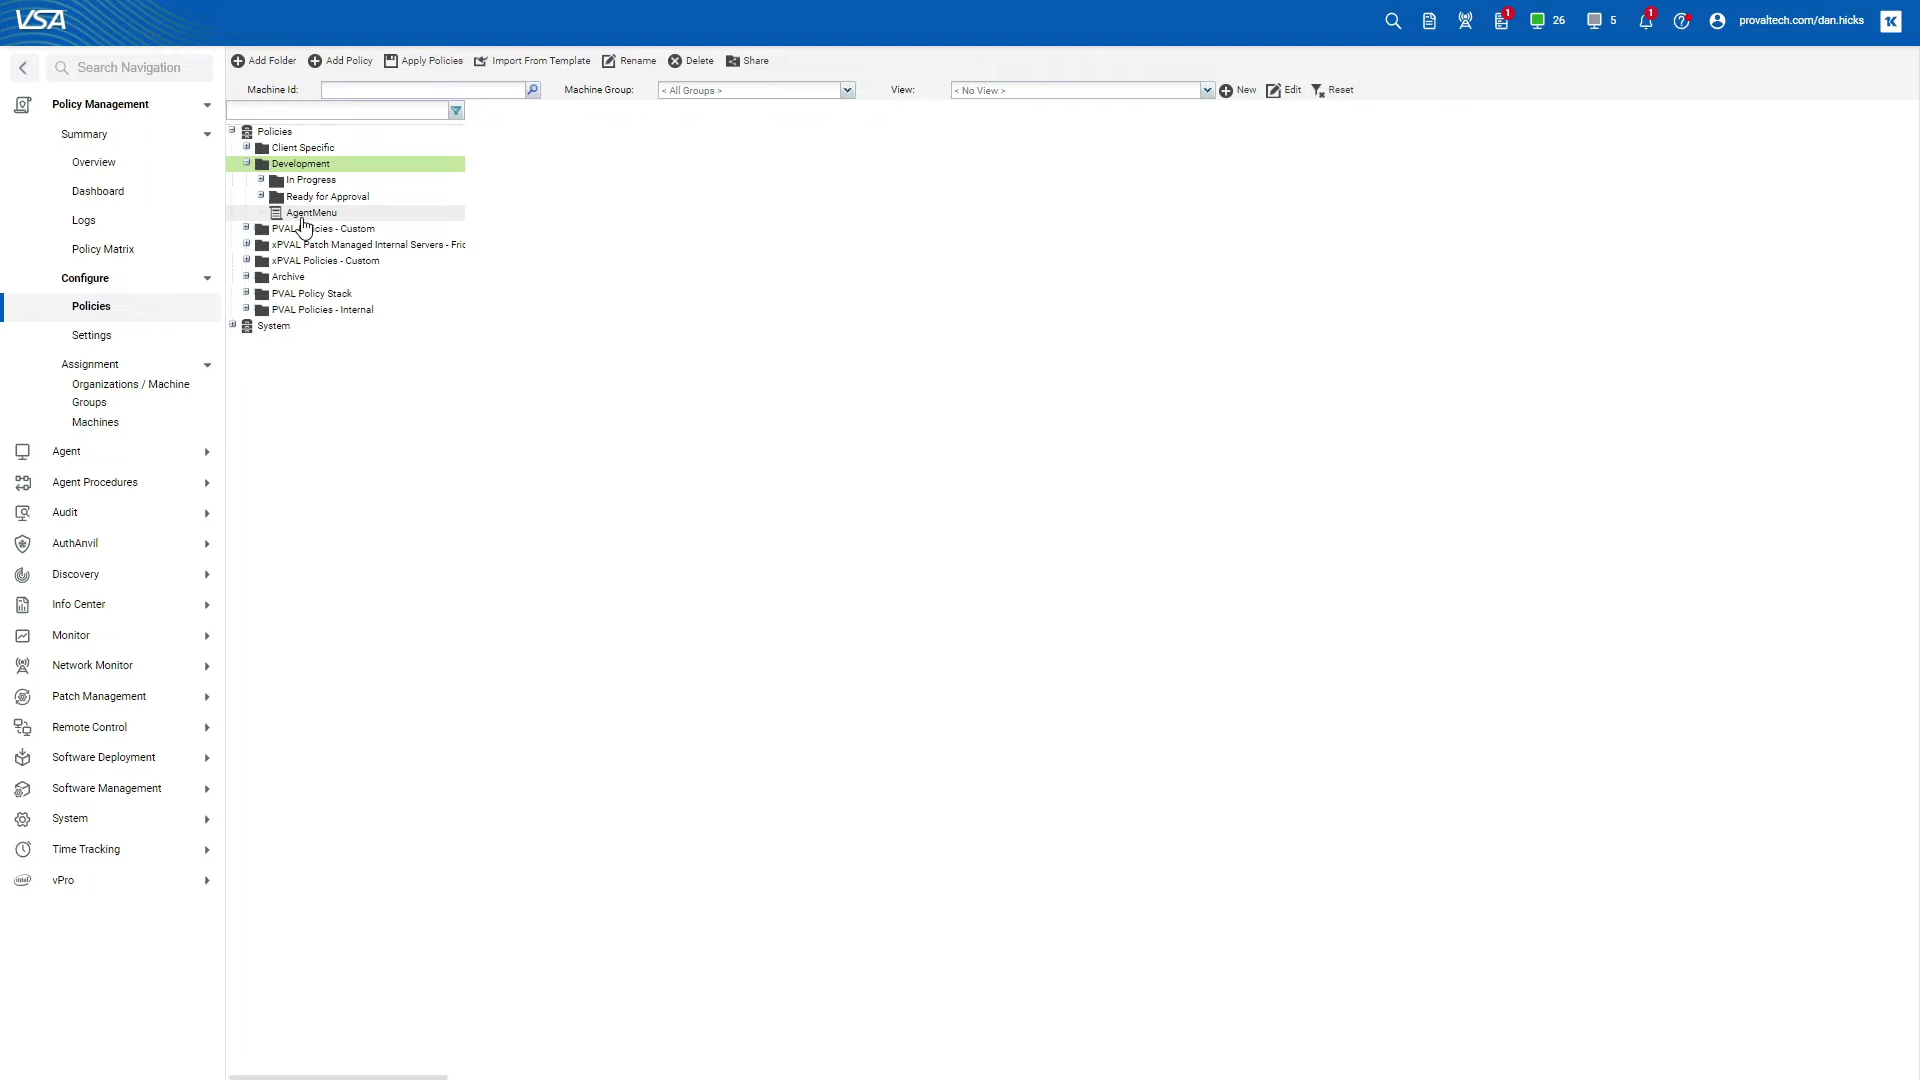 VSA
1
26
5
1
provaltech.com/dan.hicks
Search Navigation
Add Folder
Add Policy
Apply Policies
Import From Template
Rename
Delete
Share
Machine Id:
Machine Group:
< All Groups >
View:
< No View >
New
Edit
Reset
Policy Management
Summary
Overview
Dashboard
Logs
Policy Matrix
Configure
Policies
Settings
Assignment
Organizations / Machine
Groups
Machines
Agent
Agent Procedures
Audit
AuthAnvil
Discovery
Info Center
Monitor
Network Monitor
Patch Management
Remote Control
Software Deployment
Software Management
System
Time Tracking
vPro
Policies
Client Specific
Development
In Progress
Ready for Approval
AgentMenu
PVAL - Custom
xPVAL Patch Managed Internal Servers - Fric
xPVAL Policies - Custom
Archive
PVAL Policy Stack
PVAL Policies - Internal
System